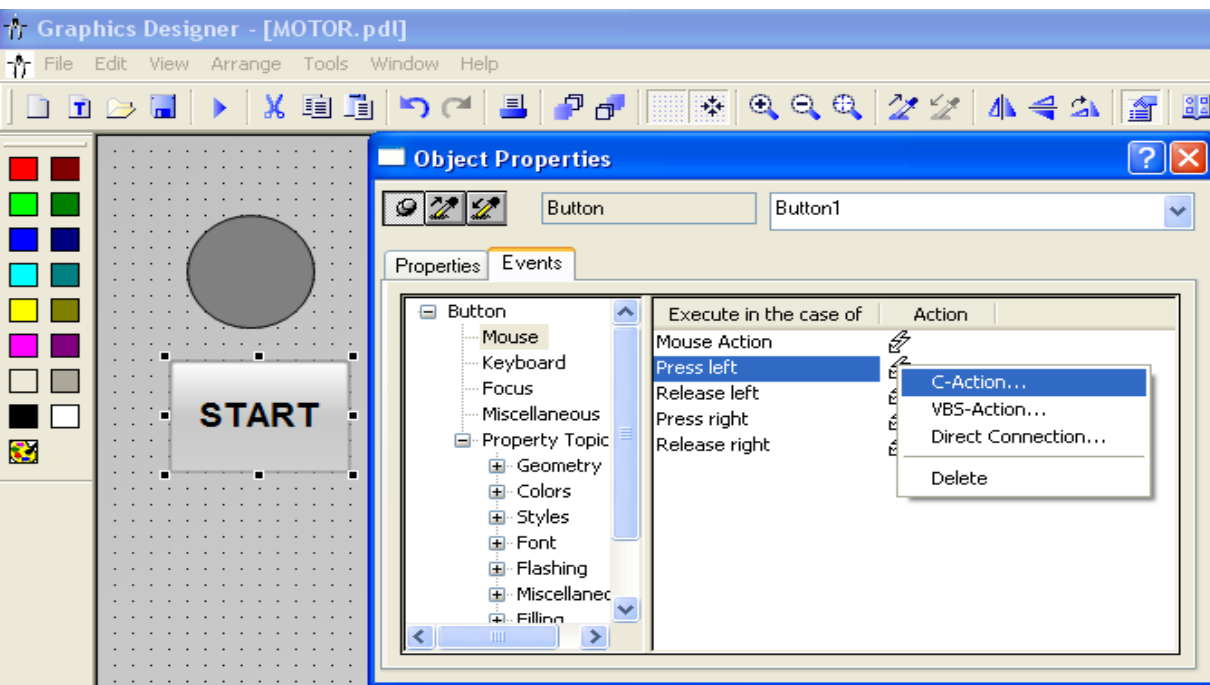 Graphics Designer - [MOTOR.pdl]
File Edit View Arrange Tools Window Help
Object Properties
Button Button1
Properties Events
Button
Mouse
Keyboard
Focus
Miscellaneous
Property Topic
Geometry
Colors
Styles
Font
Flashing
Miscellanec
Filling
Execute in the case of Action
Mouse Action
Press left
Release left
Press right
Release right
C-Action...
VBS-Action...
Direct Connection...
Delete
START